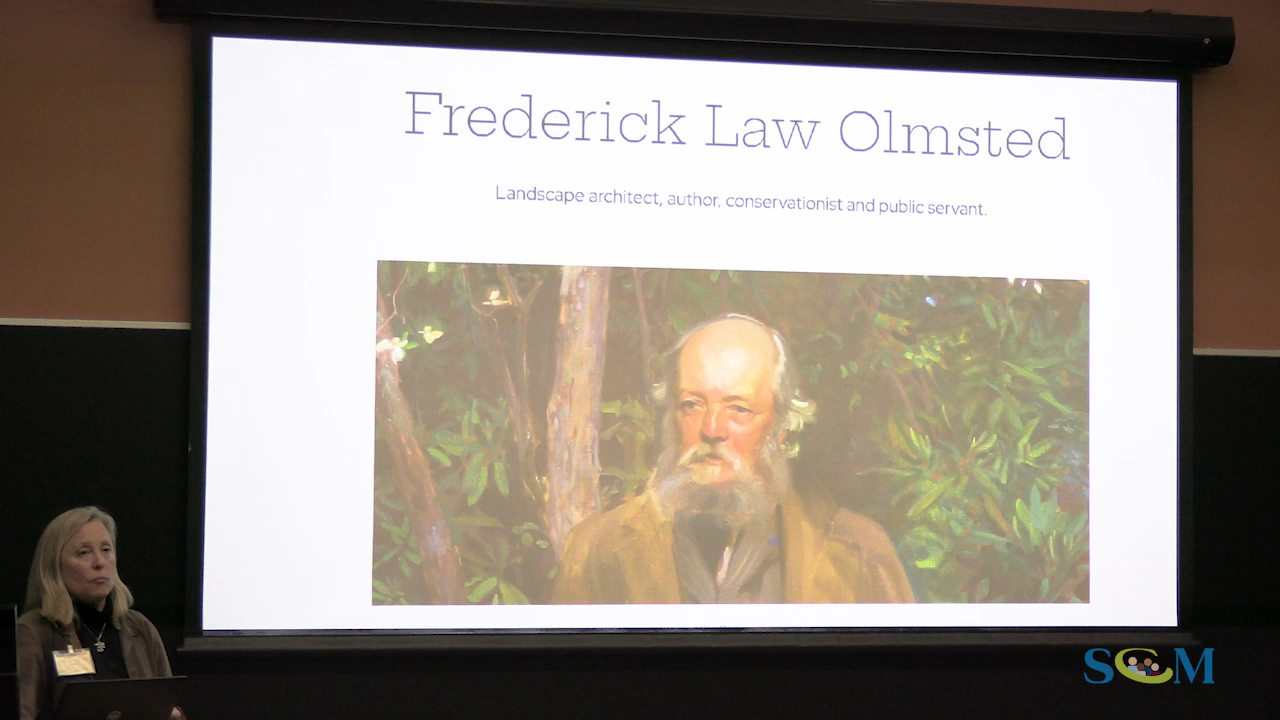 Frederick Law Olmsted
Landscape architect, author, conservationist and public servant.
SCM